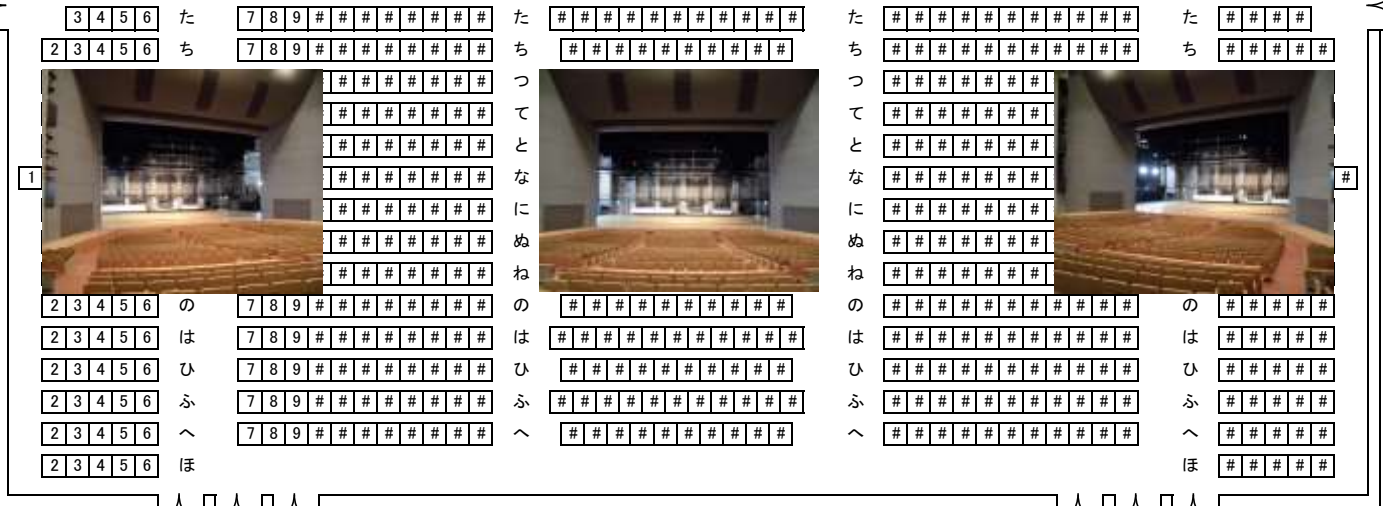 3 4 5 6 た 7 8 9 # # # # # # # # た # # # # # # # # # # # た # # # # # # # # # # # た # # # #
2 3 4 5 6 ち 7 8 9 # # # # # # # # ち # # # # # # # # # # ち # # # # # # # # # # # ち # # # # #
# # # # # # # つ つ # # # # # # #
# # # # # # # て て # # # # # # #
# # # # # # # と と # # # # # # #
1 # # # # # # # な な # # # # # # # #
# # # # # # # に に # # # # # # #
# # # # # # # ぬ ぬ # # # # # # #
# # # # # # # ね ね # # # # # # #
2 3 4 5 6 の 7 8 9 # # # # # # # # の # # # # # # # # # # の # # # # # # # # # # # の # # # # #
2 3 4 5 6 は 7 8 9 # # # # # # # # は # # # # # # # # # # # は # # # # # # # # # # # は # # # # #
2 3 4 5 6 ひ 7 8 9 # # # # # # # # ひ # # # # # # # # # # ひ # # # # # # # # # # # ひ # # # # #
2 3 4 5 6 ふ 7 8 9 # # # # # # # # ふ # # # # # # # # # # # ふ # # # # # # # # # # # ふ # # # # #
2 3 4 5 6 へ 7 8 9 # # # # # # # # へ # # # # # # # # # # へ # # # # # # # # # # # へ # # # # #
2 3 4 5 6 ほ ほ # # # # #